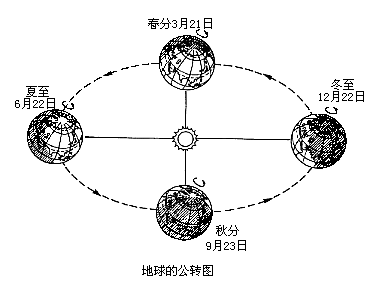 春分3月21日
夏至
6月22日
冬至
12月22日
秋分
9月23日
地球的公转图